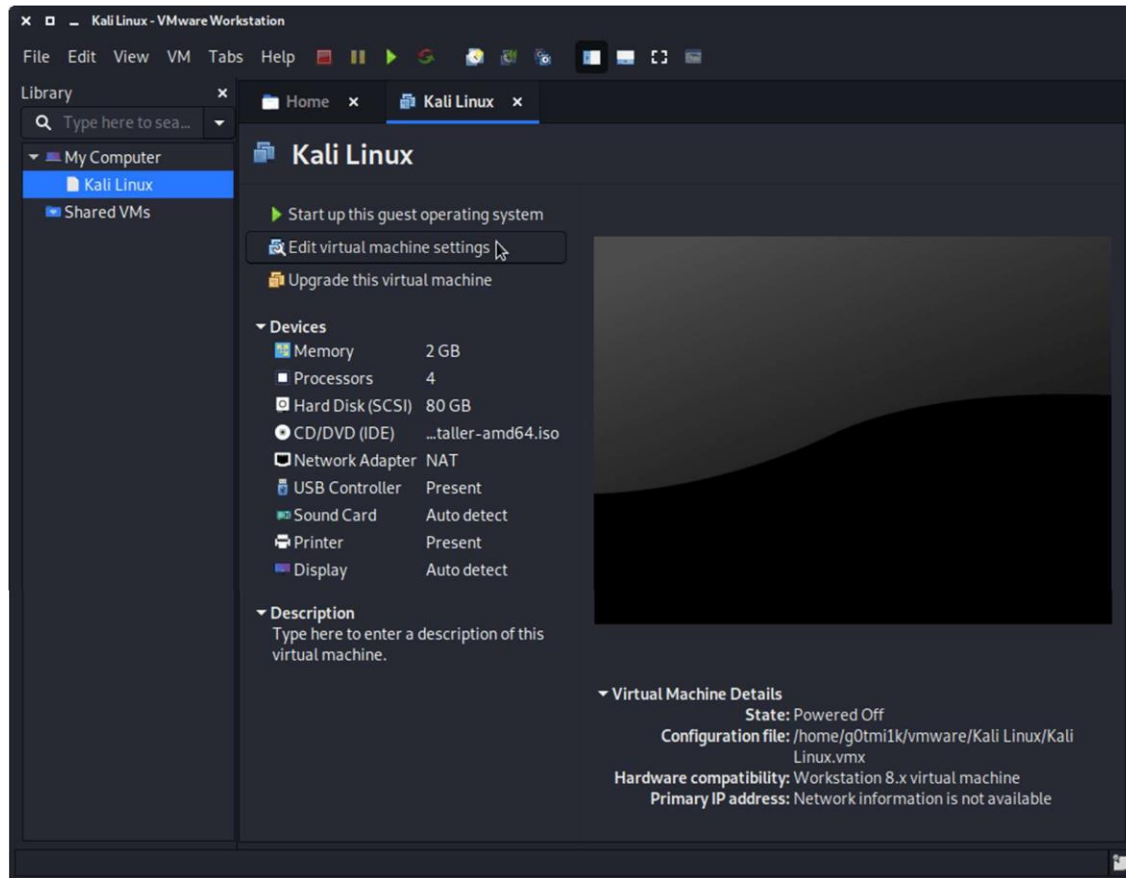 Kali Linux - VMware Workstation
File Edit View VM Tabs Help
Library
Home
Kali Linux
Type here to sea...
My Computer
Kali Linux
Shared VMs
Kali Linux
Start up this guest operating system
Edit virtual machine settings
Upgrade this virtual machine
Devices
Memory 2 GB
Processors 4
Hard Disk (SCSI) 80 GB
CD/DVD (IDE) ...taller-amd64.iso
Network Adapter NAT
USB Controller Present
Sound Card Auto detect
Printer Present
Display Auto detect
Description
Type here to enter a description of this
virtual machine.
Virtual Machine Details
State: Powered Off
Configuration file: /home/g0tmi1k/vmware/Kali Linux/Kali
Linux.vmx
Hardware compatibility: Workstation 8.x virtual machine
Primary IP address: Network information is not available